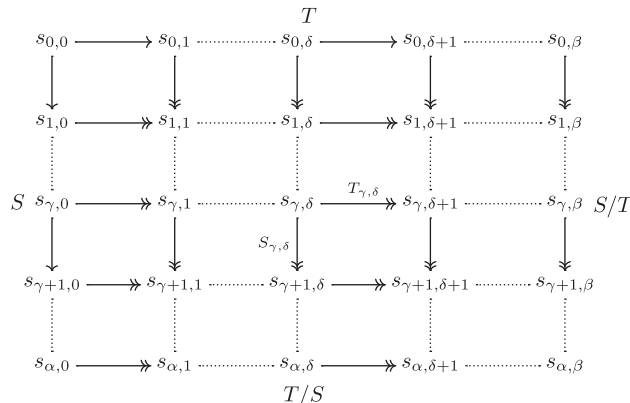 T
s_{0,0} s_{0,1} s_{0,δ} s_{0,δ+1} s_{0,β}
s_{1,0} s_{1,1} s_{1,δ} s_{1,δ+1} s_{1,β}
T_{γ,δ}
S s_{γ,0} s_{γ,1} s_{γ,δ} s_{γ,δ+1} s_{γ,β} S/T
S_{γ,δ}
s_{γ+1,0} s_{γ+1,1} s_{γ+1,δ} s_{γ+1,δ+1} s_{γ+1,β}
s_{α,0} s_{α,1} s_{α,δ} s_{α,δ+1} s_{α,β}
T/S